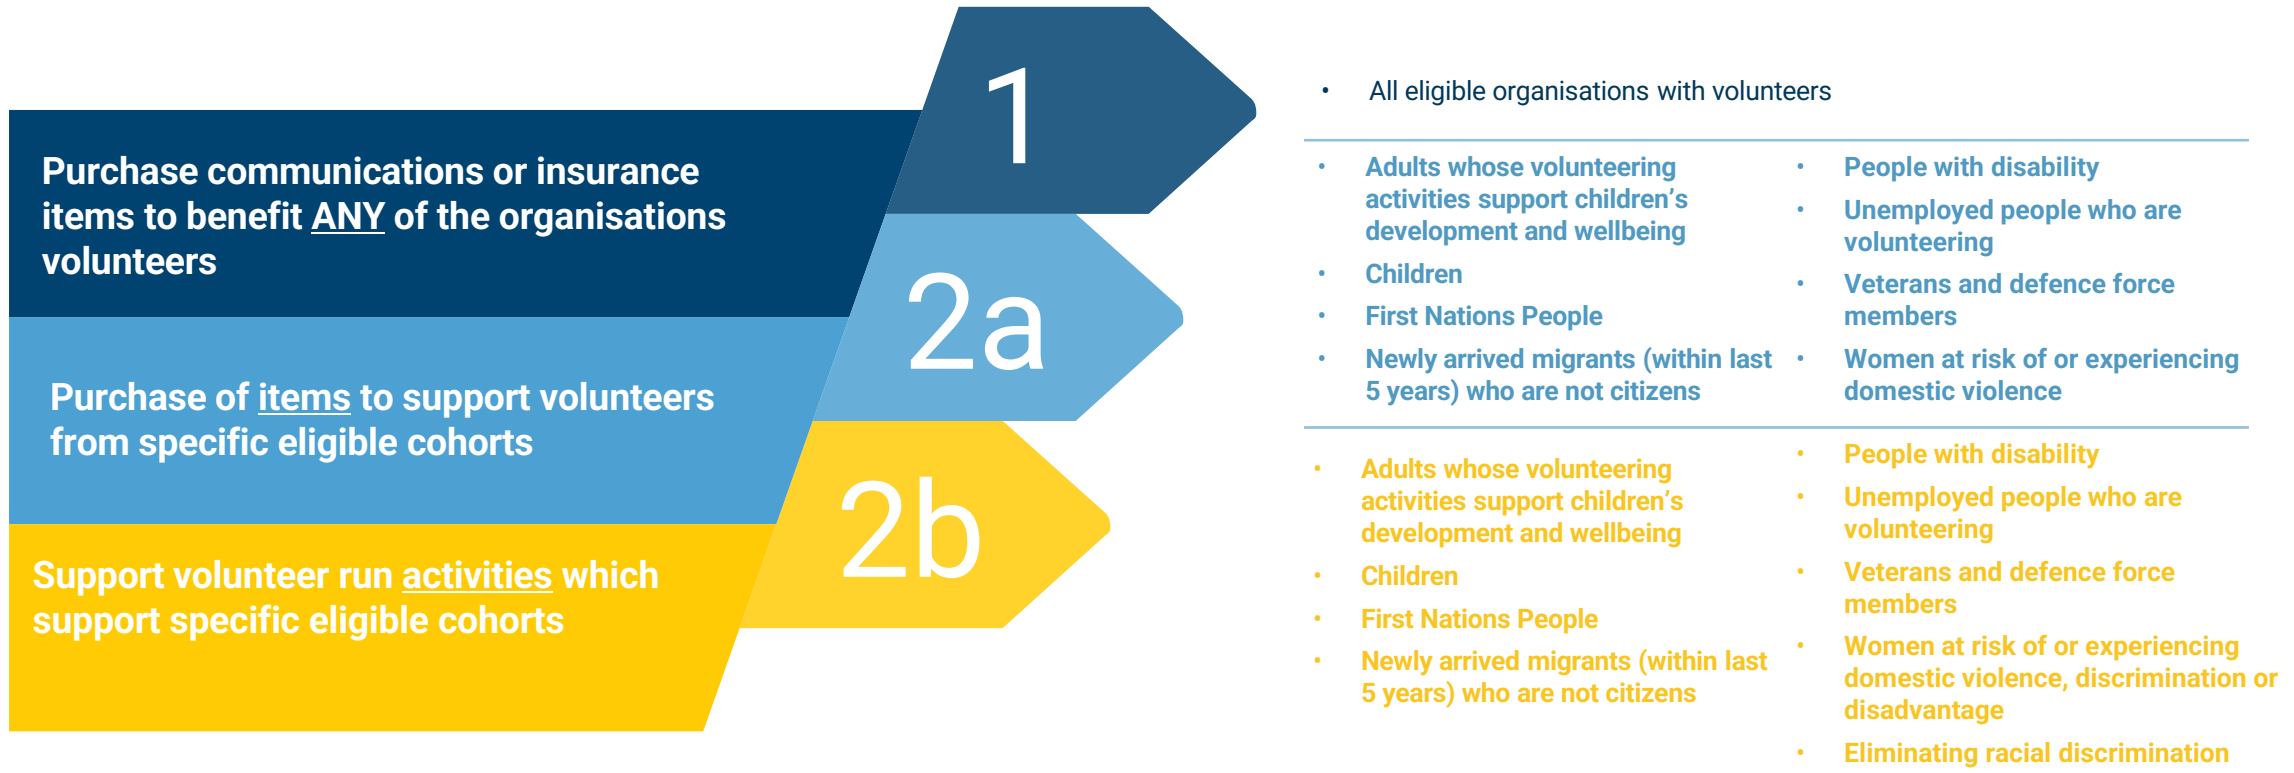 1
Purchase communications or insurance
items to benefit ANY of the organisations
volunteers
• All eligible organisations with volunteers
2a
Purchase of items to support volunteers
from specific eligible cohorts
• Adults whose volunteering
activities support children's
development and wellbeing
• Children
• First Nations People
• Newly arrived migrants (within last
5 years) who are not citizens
• People with disability
• Unemployed people who are
volunteering
• Veterans and defence force
members
• Women at risk of or experiencing
domestic violence
2b
Support volunteer run activities which
support specific eligible cohorts
• Adults whose volunteering
activities support children's
development and wellbeing
• Children
• First Nations People
• Newly arrived migrants (within last
5 years) who are not citizens
• People with disability
• Unemployed people who are
volunteering
• Veterans and defence force
members
• Women at risk of or experiencing
domestic violence, discrimination or
disadvantage
• Eliminating racial discrimination